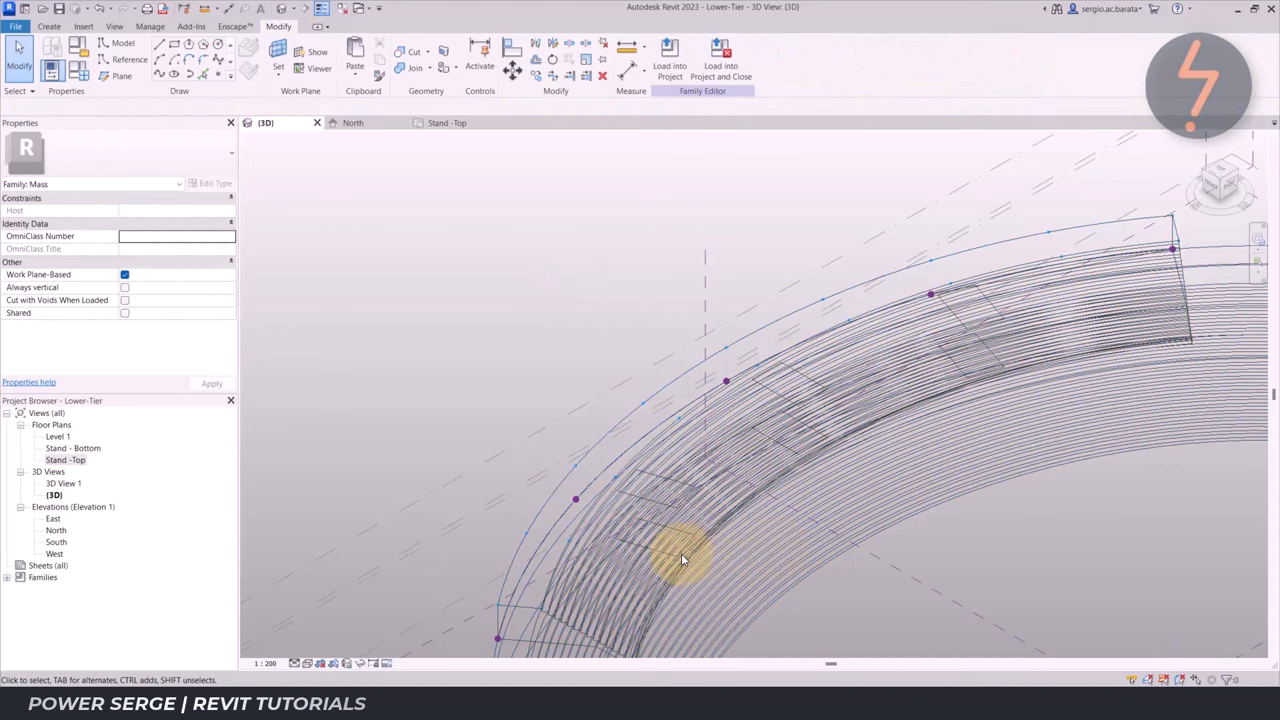 Autodesk Revit 2023 - Lower-Tier - 3D View: {3D}
sergio.ac.barata
File Create Insert View Manage Add-Ins Enscape™ Modify
Modify
Select
Properties
Model
Reference
Plane
Draw
Set
Show
Viewer
Work Plane
Paste
Clipboard
Cut
Join
Geometry
Activate
Controls
Modify
Measure
Load into
Project
Load into
Project and Close
Family Editor
Properties
{3D}
North
Stand -Top
R
Family: Mass
Edit Type
Constraints
Host
Identity Data
OmniClass Number
OmniClass Title
Other
Work Plane-Based
Always vertical
Cut with Voids When Loaded
Shared
Properties help
Apply
Project Browser - Lower-Tier
Views (all)
Floor Plans
Level 1
Stand - Bottom
Stand -Top
3D Views
3D View 1
{3D}
Elevations (Elevation 1)
East
North
South
West
Sheets (all)
Families
1 : 200
Click to select, TAB for alternates, CTRL adds, SHIFT unselects.
:0
POWER SERGE | REVIT TUTORIALS